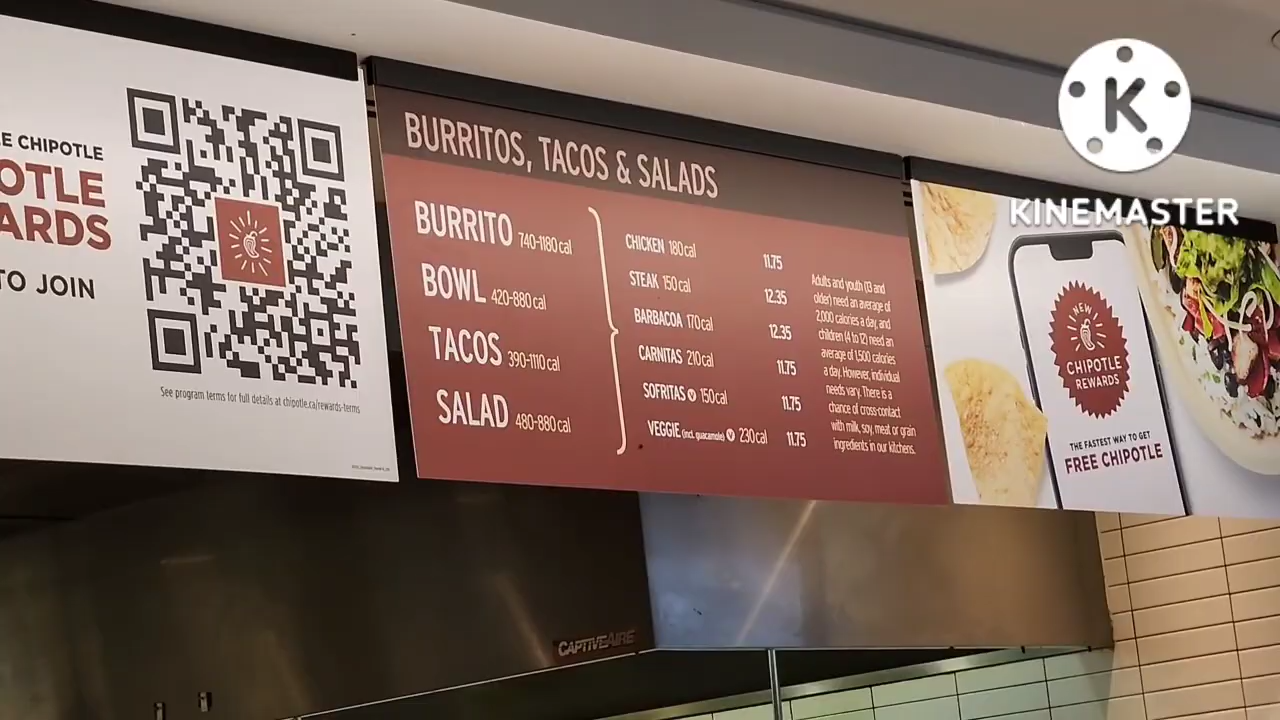 E CHIPOTLE
OTLE
ARDS
TO JOIN
See program terms for full details at chipotle.ca/rewards-terms
BURRITOS, TACOS & SALADS
BURRITO 740-1180 cal
BOWL 420-880 cal
TACOS 390-1110 cal
SALAD 480-880 cal
CHICKEN 180 cal 11.75
STEAK 150 cal 12.35
BARBACOA 170 cal 12.35
CARNITAS 210 cal 11.75
SOFRITAS V 150 cal 11.75
VEGGIE (incl. guacamole) V 230 cal 11.75
Adults and youth (13 and
older) need an average of
2,000 calories a day, and
children (4 to 12) need an
average of 1,500 calories
a day. However, individual
needs vary. There is a
chance of cross-contact
with milk, soy, meat or grain
ingredients in our kitchens.
NEW
CHIPOTLE
REWARDS
THE FASTEST WAY TO GET
FREE CHIPOTLE
K
KINEMASTER
CAPTIVEAIRE